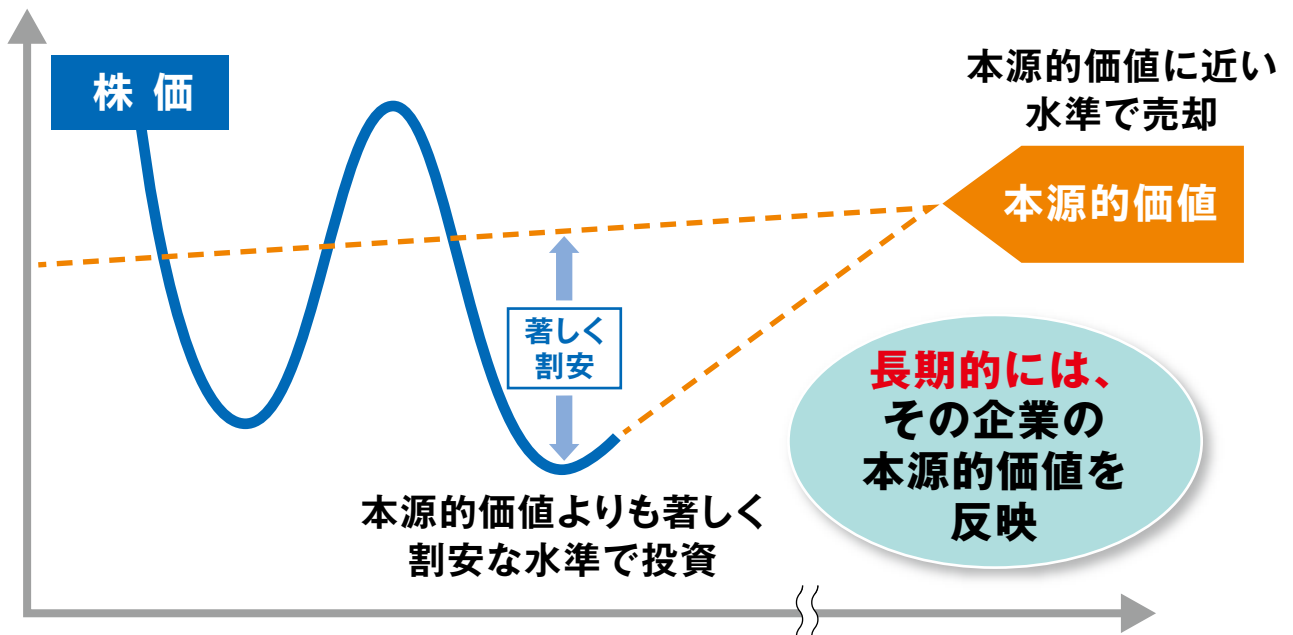 株価
本源的価値に近い
水準で売却
本源的価値
著しく
割安
長期的には、
その企業の
本源的価値を
反映
本源的価値よりも著しく
割安な水準で投資